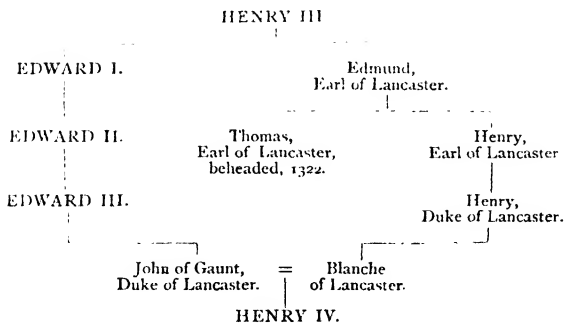 HENRY III
EDWARD I.
Edmund,
Earl of Lancaster.
EDWARD II.
Thomas,
Earl of Lancaster,
beheaded, 1322.
Henry,
Earl of Lancaster
EDWARD III.
Henry,
Duke of Lancaster.
John of Gaunt,
Duke of Lancaster.
=
Blanche
of Lancaster.
HENRY IV.